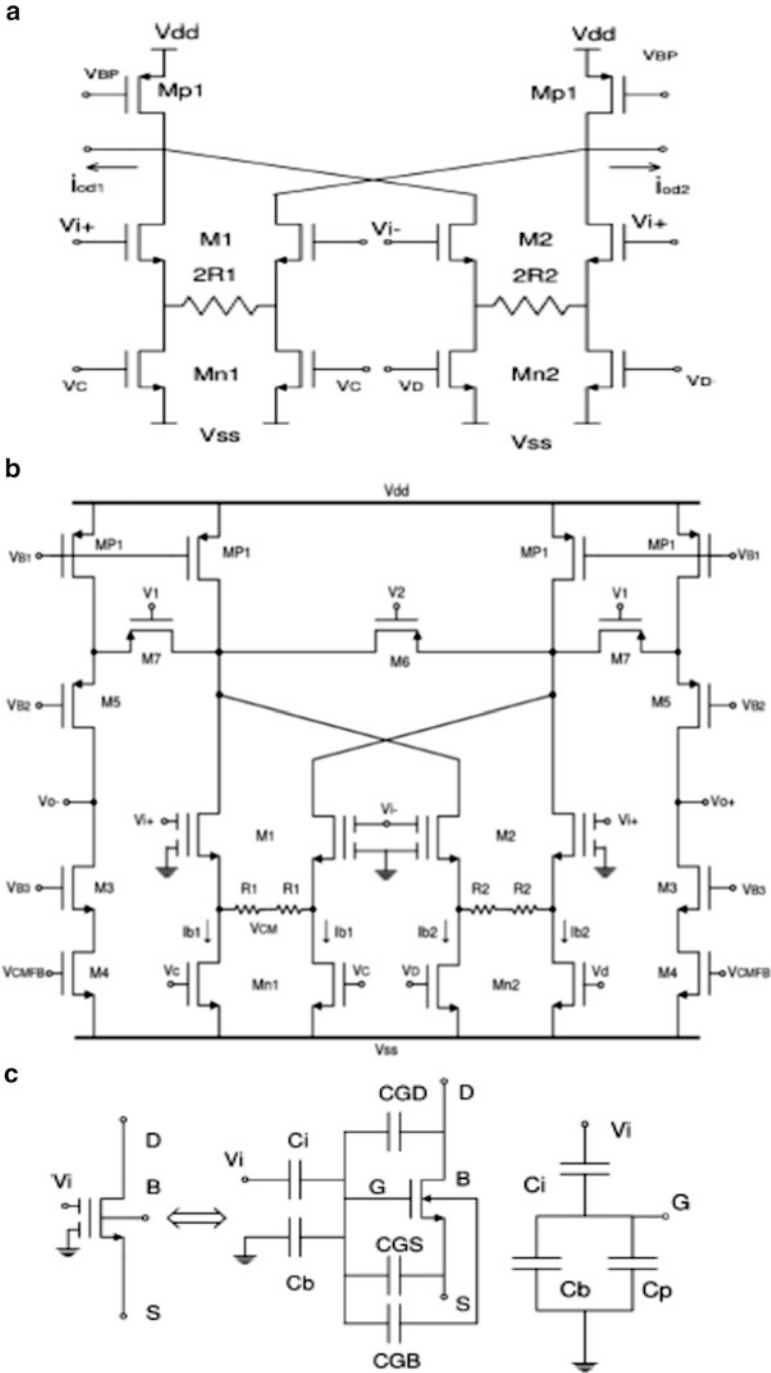 a
Vdd Vdd
VBP VBP
Mp1 Mp1
iod1 iod2
Vi+ M1 Vi- M2 Vi+
2R1 2R2
VC Mn1 VC VD Mn2 VD
Vss Vss
b
Vdd
VB1 MP1 MP1 MP1 MP1 VB1
V1 V2 V1
M7 M6 M7
VB2 M5 M5 VB2
Vo- Vo+
Vi+ M1 Vi- M2 Vi+
VB3 M3 R1 R1 R2 R2 M3 VB3
Ib1 VCM Ib1 Ib2 Ib2
VCMFB M4 Vc Mn1 VC VD Mn2 Vd M4 VCMFB
Vss
c
CGD D
D Ci Vi
Vi B Vi G B Ci G
CGS
Cb S Cb Cp
S
CGB